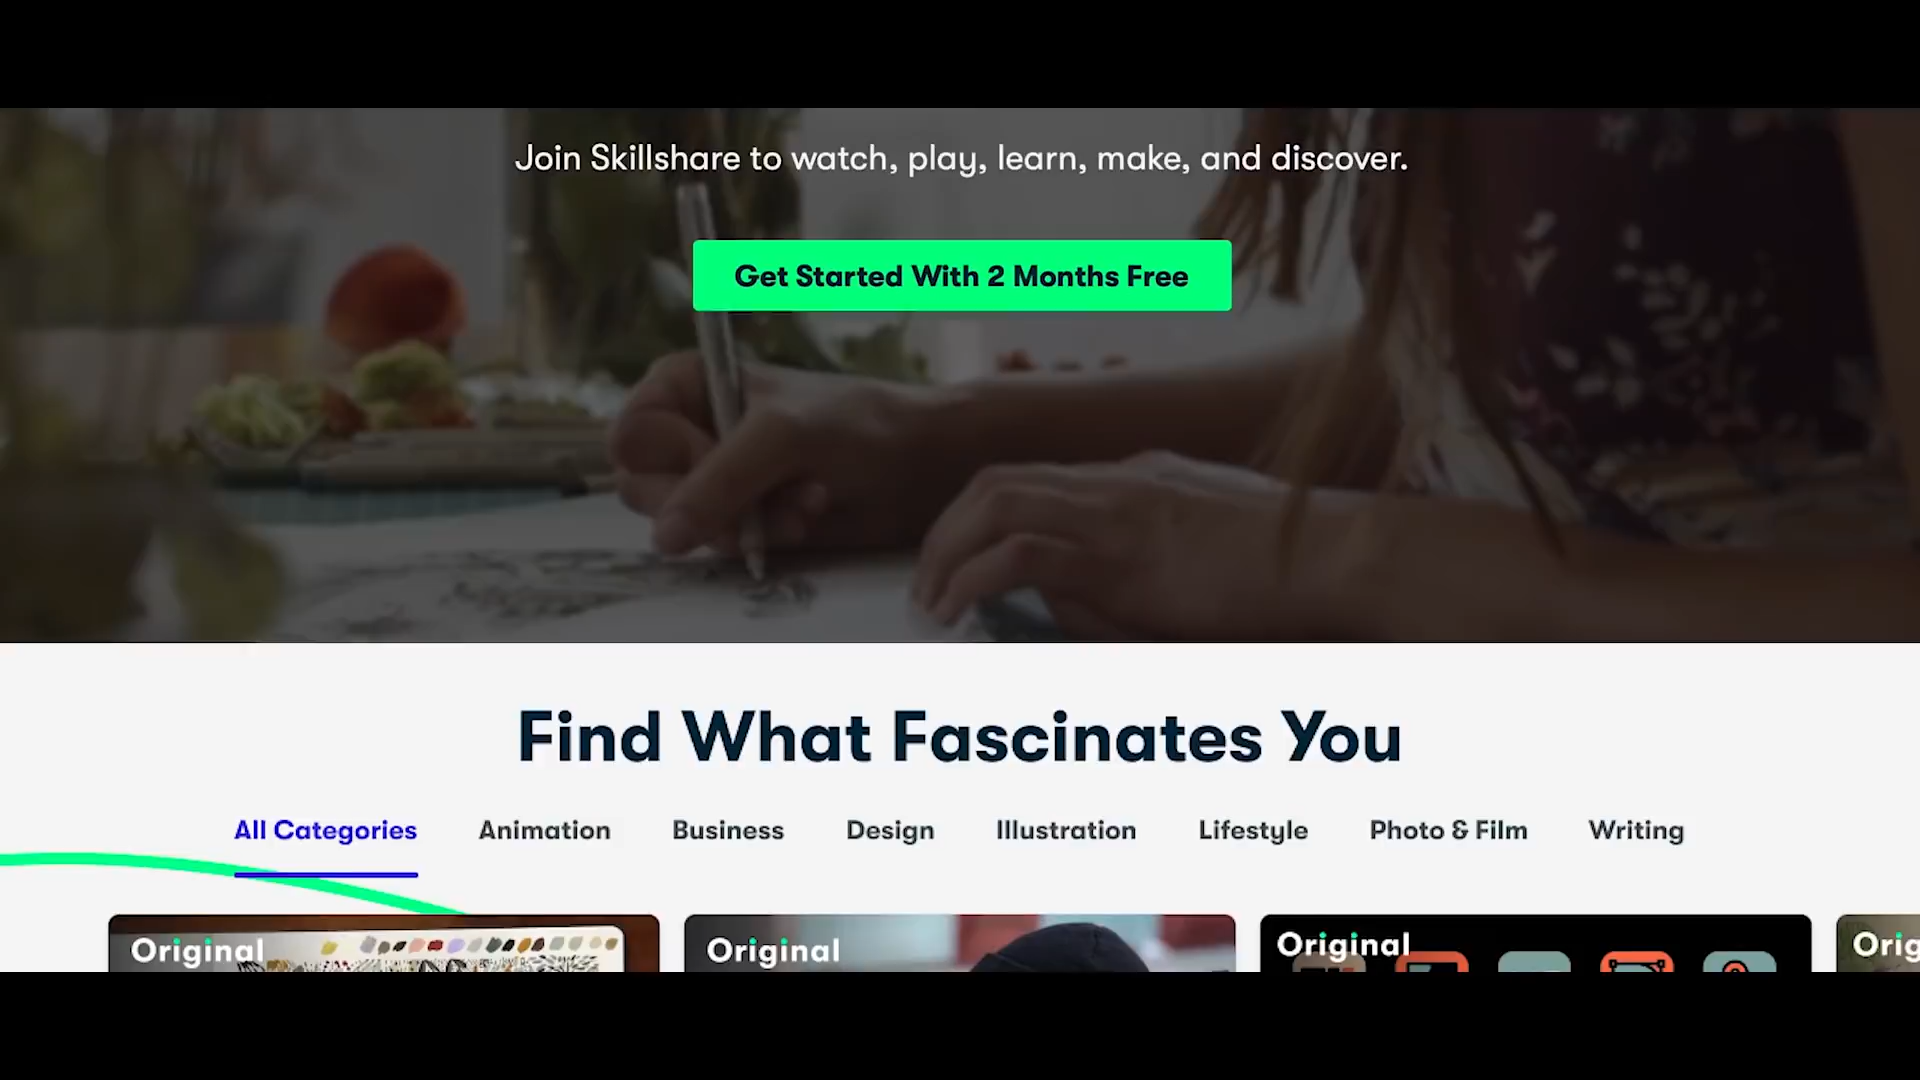 Join Skillshare to watch, play, learn, make, and discover.
Get Started With 2 Months Free
Find What Fascinates You
All Categories Animation Business Design Illustration Lifestyle Photo & Film Writing
Original Original Original Orig